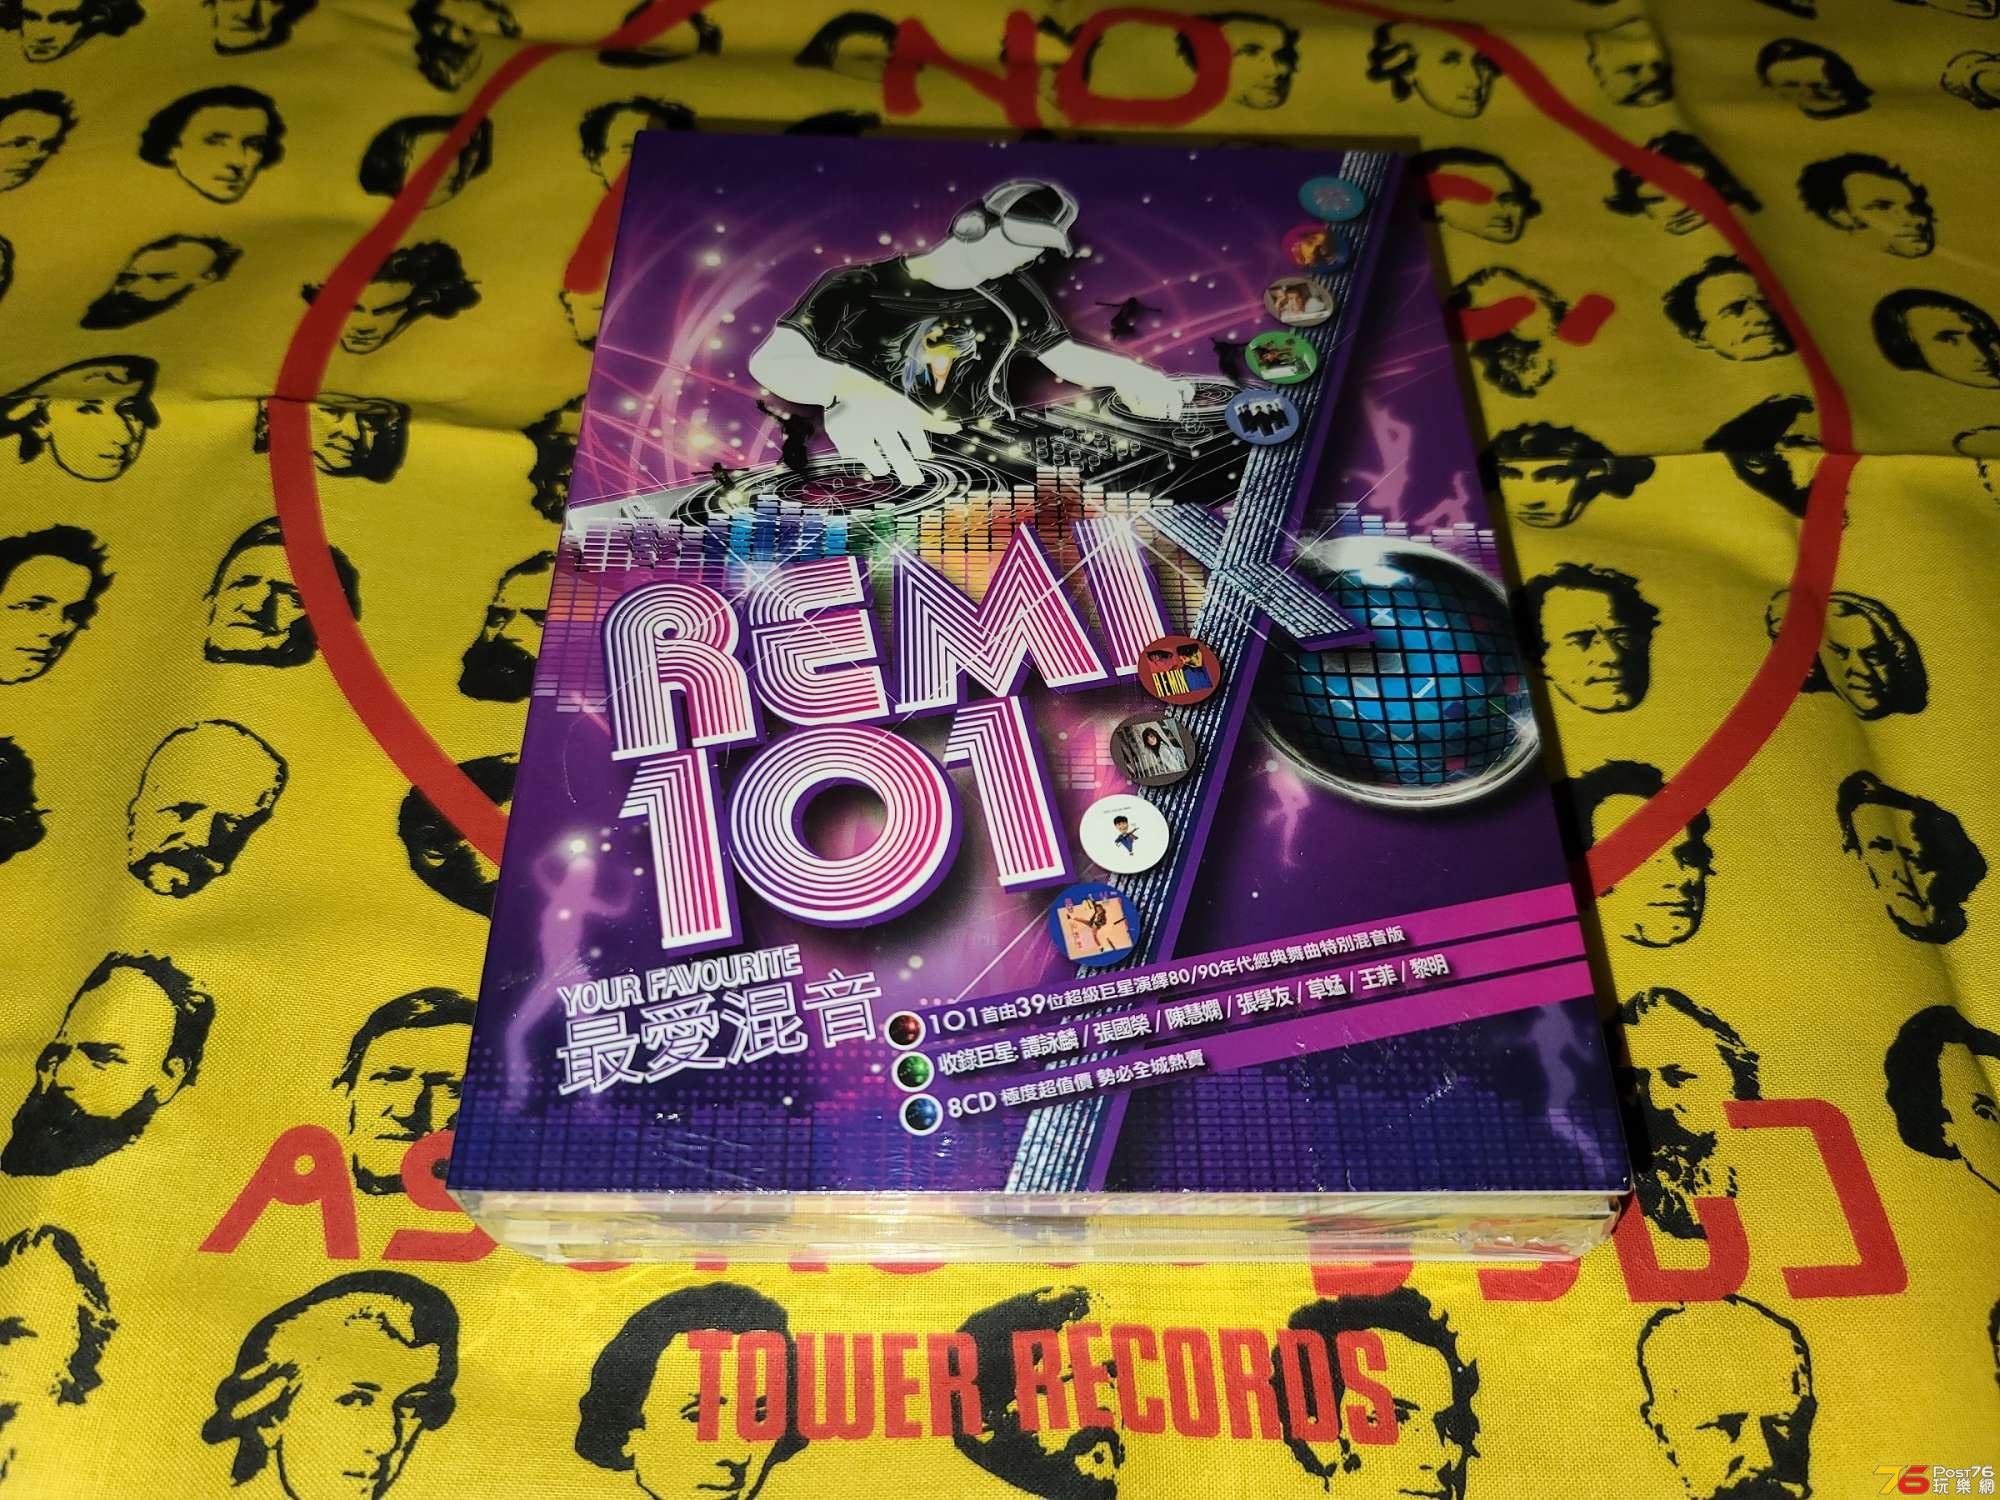 NO
REMIX
101
REMIX
YOUR FAVOURITE
最愛混音
101首由39位超級巨星演繹80/90年代經典舞曲特別混音版
收錄巨星: 譚詠麟 / 張國榮 / 陳慧嫻 / 張學友 / 草蜢 / 王菲 / 黎明
8CD 極度超值價 勢必全城熱賣
TOWER RECORDS
76 POST76
玩樂網